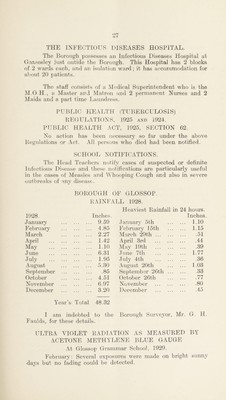 27
THE INFECTIOUS DISEASES HOSPITAL.
The Borough possesses an Infectious Diseases Hospital at
Gamesley just outside the Borough. This Hospital has 2 blocks
of 2 wards each, and an isolation ward; it has accommodation for
about 20 patients.
The staff consists of a Medical Superintendent who is the
M.O.H., a Master and Matron and 2 permanent Nurses and 2
Maids and a part time Laundress.
PUBLIC HEALTH (TUBERCULOSIS)
REGULATIONS, 1925 AND 1924.
PUBLIC HEALTH ACT, 1925, SECTION 62.
No action has been necessary so far under the above
Regulations or Act. All persons who died had been notified.
SCHOOL NOTIFICATIONS.
The Head Teachers notify cases of suspected or definite
Infectious Disease and these notifications are particularly useful
in the cases of Measles and Whooping Cough and also in severe
outbreaks of any disease.
BOROUGH OF GLOSSOP.
RAINFALL, 1928.
Heaviest Rainfall in 24 hours.
1928 Inches. Inches.
January 9.59 January 5th 1.10
February 4.85 February 15th 1.15
March 2.27 March 29th .54
April 1.42 April 3rd .44
May 1.10 May 19th .39
June 6.31 June 7th 1.77
July 1.95 July 4th .56
August 5.30 August 20th 1.03
September .85 September 26th .33
October 4.51 October 26th .77
November 6.97 November .80
December 3.20 December .45
Year's Total 48.32
I am indebted to the Borough Surveyor, Mr. G. H.
Faulds, for these details.
ULTRA VIOLET RADIATION AS MEASURED BY
ACETONE METHYLENE BLUE GAUGE
At Glossop Grammar School, 1929.
February: Several exposures were made on bright sunny
days but no fading could be detected.